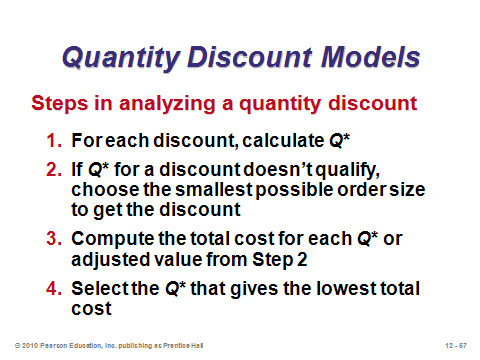 Quantity Discount Models
Steps in analyzing a quantity discount
1. For each discount, calculate Q*
2. If Q* for a discount doesn't qualify,
choose the smallest possible order size
to get the discount
3. Compute the total cost for each Q* or
adjusted value from Step 2
4. Select the Q* that gives the lowest total
cost
© 2010 Pearson Education, Inc. publishing as Prentice Hall
12 - 57